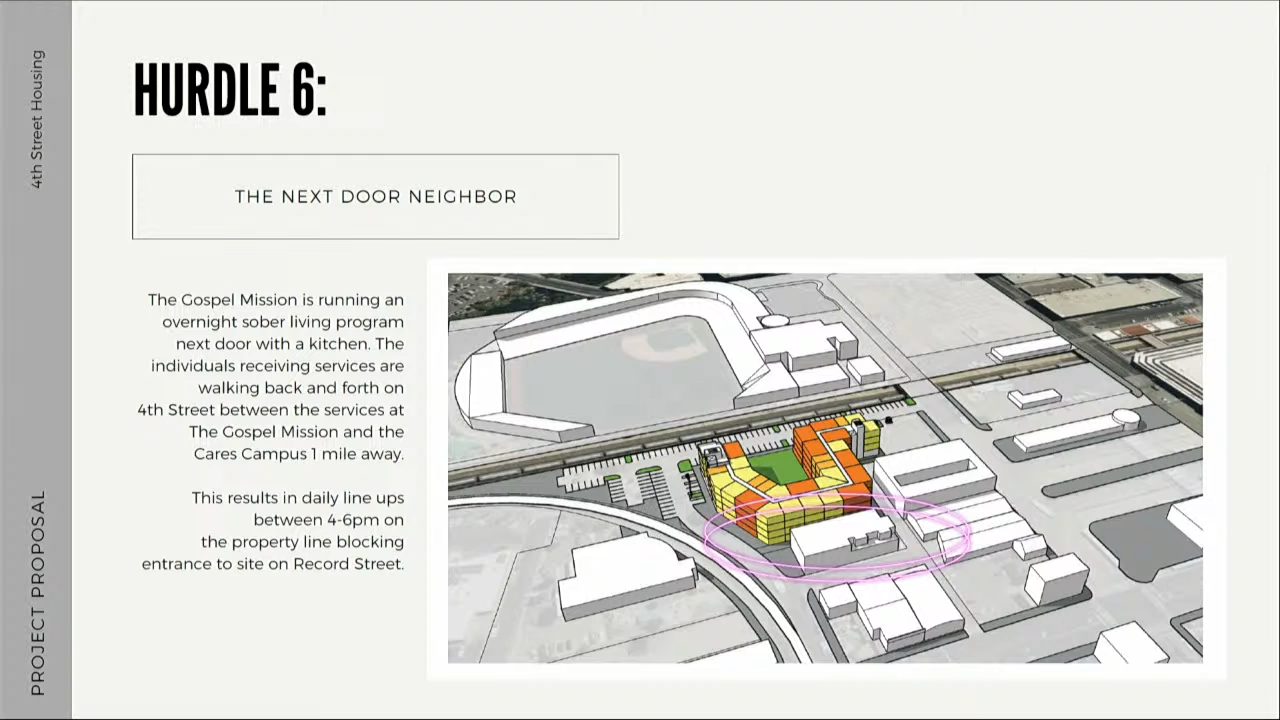 4th Street Housing
PROJECT PROPOSAL
HURDLE 6:
THE NEXT DOOR NEIGHBOR
The Gospel Mission is running an
overnight sober living program
next door with a kitchen. The
individuals receiving services are
walking back and forth on
4th Street between the services at
The Gospel Mission and the
Cares Campus 1 mile away.
This results in daily line ups
between 4-6pm on
the property line blocking
entrance to site on Record Street.